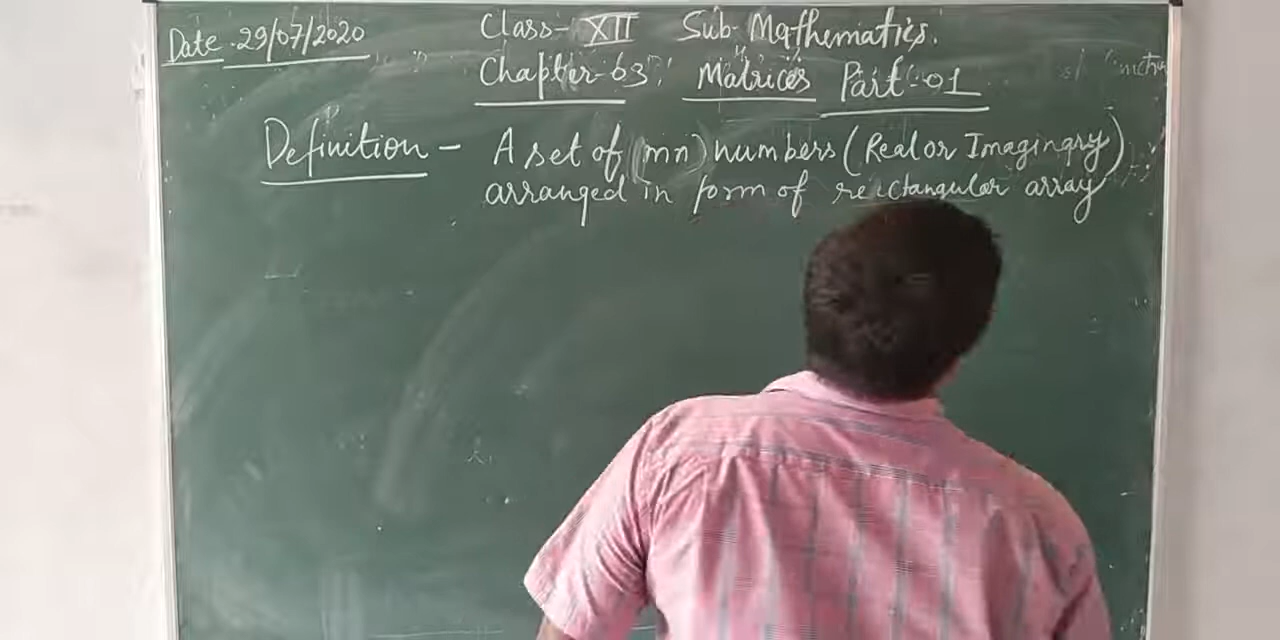 Date 29/07/2020
Class- XII Sub- Mathematics.
Chapter-03: "Matrices" Part-01
Definition - A set of (mn) numbers (Real or Imaginary)
arranged in form of rectangular array